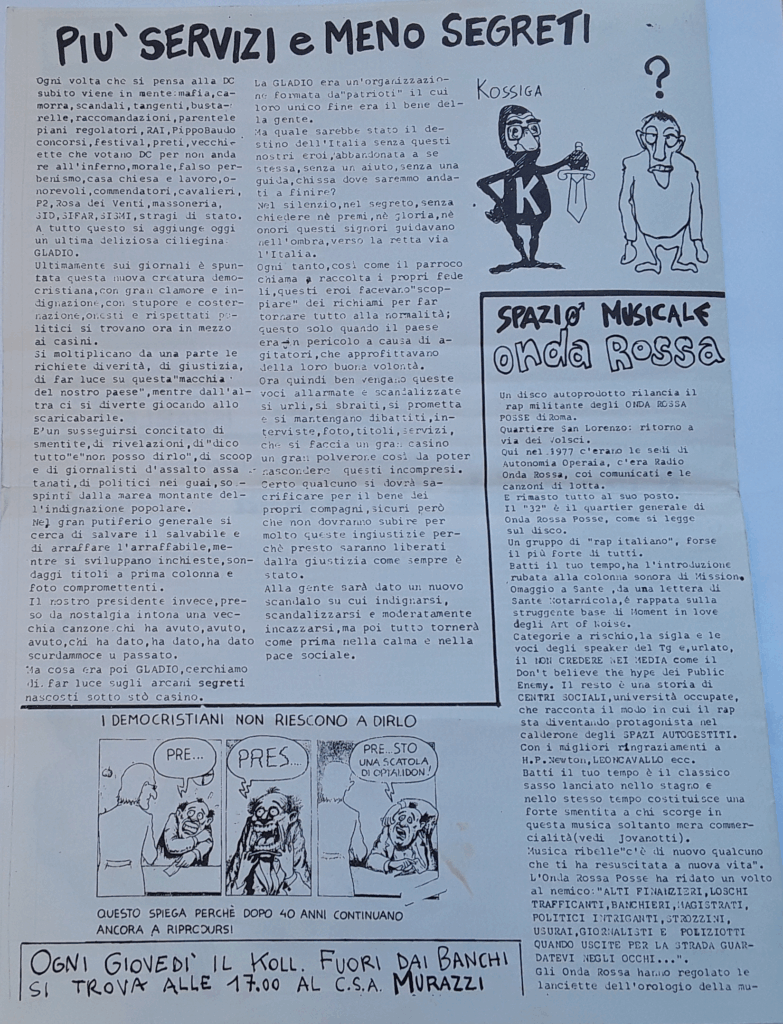 PIU' SERVIZI e MENO SEGRETI
Ogni volta che si pensa alla DC
subito viene in mente:mafia,ca-
morra,scandali,tangenti,busta-
relle,raccomandazioni,parentele
piani regolatori,RAI,PippoBaudo
concorsi,festival,preti,vecchi-
ette che votano DC per non anda
re all'inferno,morale,falso per-
benismo,casa chiesa e lavoro,o-
norevoli,commendatori,cavalieri,
P2,Rosa dei Venti,massoneria,
SID,SIFAR,SISMI,stragi di stato.
A tutto questo si aggiunge oggi
un ultima deliziosa ciliegina:
GLADIO.
Ultimamente sui giornali è spun-
tata questa nuova creatura demo-
cristiana,con gran clamore e in-
dignazione,con stupore e coster-
nazione,onesti e rispettati po-
litici si trovano ora in mezzo
ai casini.
Si moltiplicano da una parte le
richiete diverità, di giustizia,
di far luce su questa"macchia
del nostro paese",mentre dall'al-
tra ci si diverte giocando allo
scaricabarile.
E'un susseguirsi concitato di
smentite,di rivelazioni,di"dico
tutto"e"non posso dirlo",di scoop
e di giornalisti d'assalto assa
tanati,di politici nei guai,so-
spinti dalla marea montante del-
l'indignazione popolare.
Nel gran putiferio generale si
cerca di salvare il salvabile e
di arraffare l'arraffabile,me-
ntre si sviluppano inchieste,son-
daggi titoli a prima colonna e
foto compromettenti.
Il nostro presidente invece,pre-
so da nostalgia intona una vec-
chia canzone:chi ha avuto,avuto,
avuto,chi ha dato,ha dato,ha dato
scurdammoce u passato.
Ma cosa era poi GLADIO,cerchiamo
di far luce sugli arcani segreti
nascosti sotto stò casino.
La GLADIO era un'organizzazio-
ne formata da"patrioti" il cui
loro unico fine era il bene del-
la gente.
Ma quale sarebbe stato il de-
stino dell'Italia senza questi
nostri eroi,abbandonata a se
stessa,senza un aiuto,senza una
guida,chissa dove saremmo anda-
ti a finire?
Nel silenzio,nel segreto,senza
chiedere nè premi,nè gloria,nè
onori questi signori guidavano
nell'ombra,verso la retta via
l'Italia.
Ogni tanto,così come il parroco
chiama a raccolta i propri fede
li,questi eroi facevano"scop-
piare" dei richiami per far
tornare tutto alla normalità;
questo solo quando il paese
era in pericolo a causa di a-
gitatori,che approfittavano
della loro buona volontà.
Ora quindi ben vengano queste
voci allarmate e scandalizzate
si urli,si sbraiti,si prometta
e si mantengano dibattiti,in-
terviste,foto,titoli,servizi,
che si faccia un gran casino
un gran polverone così da poter
nascondere questi incompresi.
Certo qualcuno si dovrà sa-
crificare per il bene dei
propri compagni,sicuri però
che non dovranno subire per
molto queste ingiustizie per-
chè presto saranno liberati
dalla giustizia come sempre è
stato.
Alla gente sarà dato un nuovo
scandalo su cui indignarsi,
scandalizzarsi e moderatamente
incazzarsi,ma poi tutto tornerà
come prima nella calma e nella
pace sociale.
KOSSIGA
?
K
SPAZIO MUSICALE
onda Rossa
Un disco autoprodotto rilancia il
rap militante degli ONDA ROSSA
POSSE diRoma.
Quartiere San Lorenzo: ritorno a
via dei Volsci.
Qui nel 1977 c'erano le sedi di
Autonomia Operaia, c'era Radio
Onda Rossa, coi comunicati e le
canzoni di lotta.
E rimasto tutto al suo posto.
Il "32" è il quartier generale di
Onda Rossa Posse, come si legge
sul disco.
Un gruppo di "rap italiano", forse
il più forte di tutti.
Batti il tuo tempo,ha l'introduzione
rubata alla colonna sonora di Mission.
Omaggio a Sante ,da una lettera di
Sante Notarnicola,è rappata sulla
struggente base di Moment in love
degli Art of Noise.
Categorie a rischio,la sigla e le
voci degli speaker del Tg e,urlato,
il NON CREDERE NEI MEDIA come il
Don't believe the hype dei Public
Enemy. Il resto è una storia di
CENTRI SOCIALI,università occupate,
che racconta il modo in cui il rap
sta diventando protagonista nel
calderone degli SPAZI AUTOGESTITI.
Con i migliori ringraziamenti a
H.P.Newton,LEONCAVALLO ecc.
Batti il tuo tempo è il classico
sasso lanciato nello stagno e
nello stesso tempo costituisce una
forte smentita a chi scorge in
questa musica soltanto mera commer-
cialità(vedi Jovanotti).
Musica ribelle"c'è di nuovo qualcuno
che ti ha resuscitata a nuova vita".
L'Onda Rossa Posse ha ridato un volto
al nemico:"ALTI FINANZIERI,LOSCHI
TRAFFICANTI,BANCHIERI,MAGISTRATI,
POLITICI INTRIGANTI,STROZZINI,
USURAI,GIORNALISTI E POLIZIOTTI
QUANDO USCITE PER LA STRADA GUAR-
DATEVI NEGLI OCCHI...".
Gli Onda Rossa hanno regolato le
lanciette dell'orologio della mu-
I DEMOCRISTIANI NON RIESCONO A DIRLO
PRE...
PRES....
PRE...STO
UNA SCATOLA
DI OPTALIDON!
QUESTO SPIEGA PERCHÈ DOPO 40 ANNI CONTINUANO
ANCORA A RIPRODURSI
OGNI GIOVEDI' IL KOLL. FUORI DAI BANCHI
SI TROVA ALLE 17.00 AL C.S.A. MURAZZI